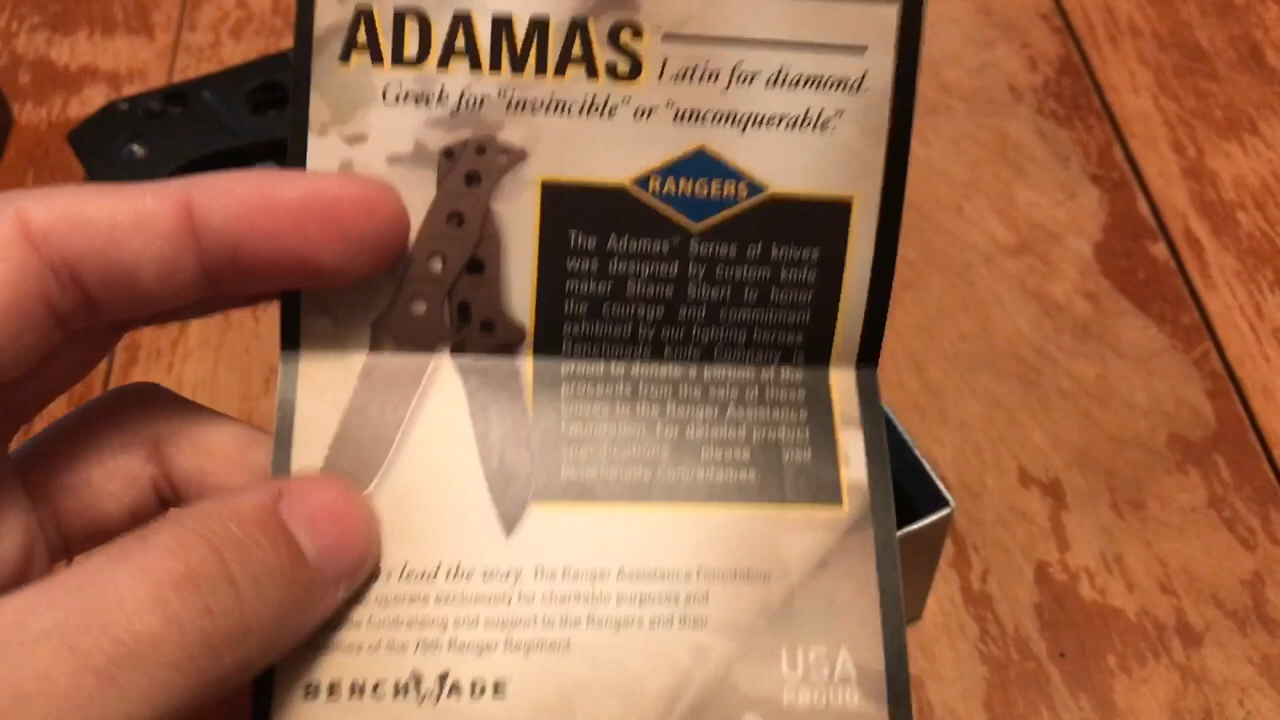 ADAMAS
Latin for diamond.
Greek for "invincible" or "unconquerable."
RANGERS
The Adamas® Series of knives
was designed by custom knife
maker Shane Sibert to honor
the courage and commitment
exhibited by our fighting heroes
Benchmade Knife Company is
proud to donate a portion of the
proceeds from the sale of these
knives to the Ranger Assistance
Foundation. For detailed product
specifications please visit
benchmade.com/adamas
lead the way. The Ranger Assistance Foundation
operate exclusively for charitable purposes and
fundraising and support to the Rangers and their
of the 75th Ranger Regiment.
BENCHMADE
USA
PROUD